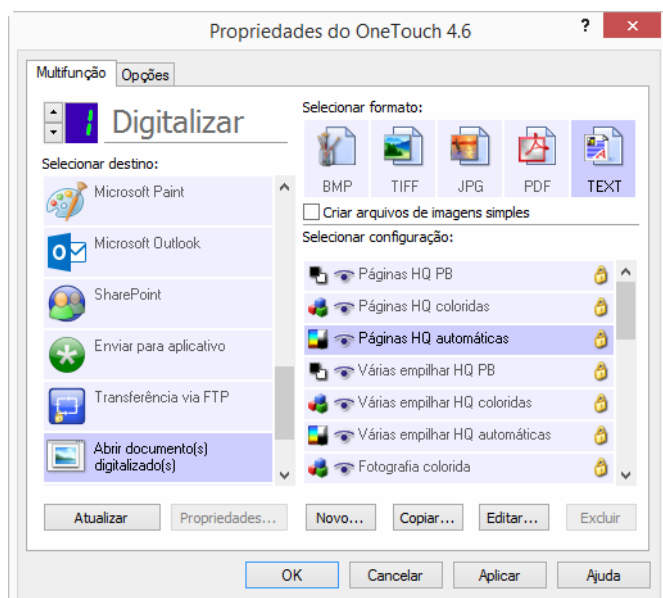 Propriedades do OneTouch 4.6
?
Multifunção
Opções
1 Digitalizar
Selecionar destino:
Microsoft Paint
Microsoft Outlook
SharePoint
Enviar para aplicativo
Transferência via FTP
Abrir documento(s)
digitalizado(s)
Selecionar formato:
BMP TIFF JPG PDF TEXT
Criar arquivos de imagens simples
Selecionar configuração:
Páginas HQ PB
Páginas HQ coloridas
Páginas HQ automáticas
Várias empilhar HQ PB
Várias empilhar HQ coloridas
Várias empilhar HQ automáticas
Fotografia colorida
Atualizar Propriedades... Novo... Copiar... Editar... Excluir
OK Cancelar Aplicar Ajuda